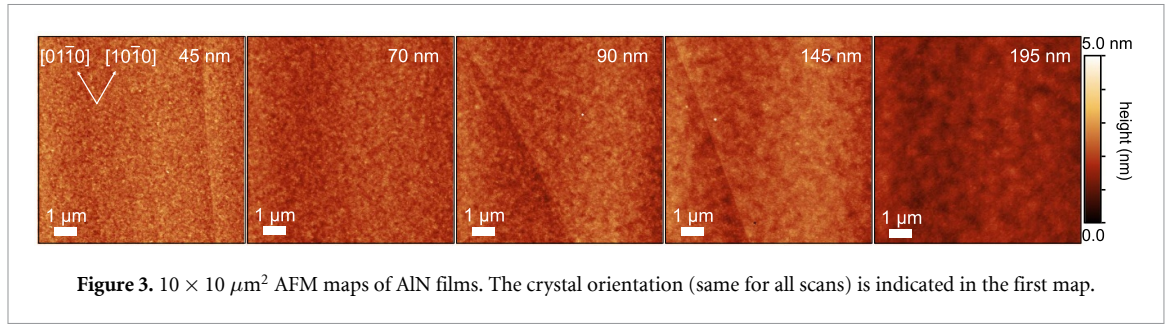 [011̄0] [101̄0] 45 nm
70 nm
90 nm
145 nm
195 nm
5.0 nm
height (nm)
0.0
1 μm
1 μm
1 μm
1 μm
1 μm
Figure 3. 10 × 10 μm² AFM maps of AlN films. The crystal orientation (same for all scans) is indicated in the first map.